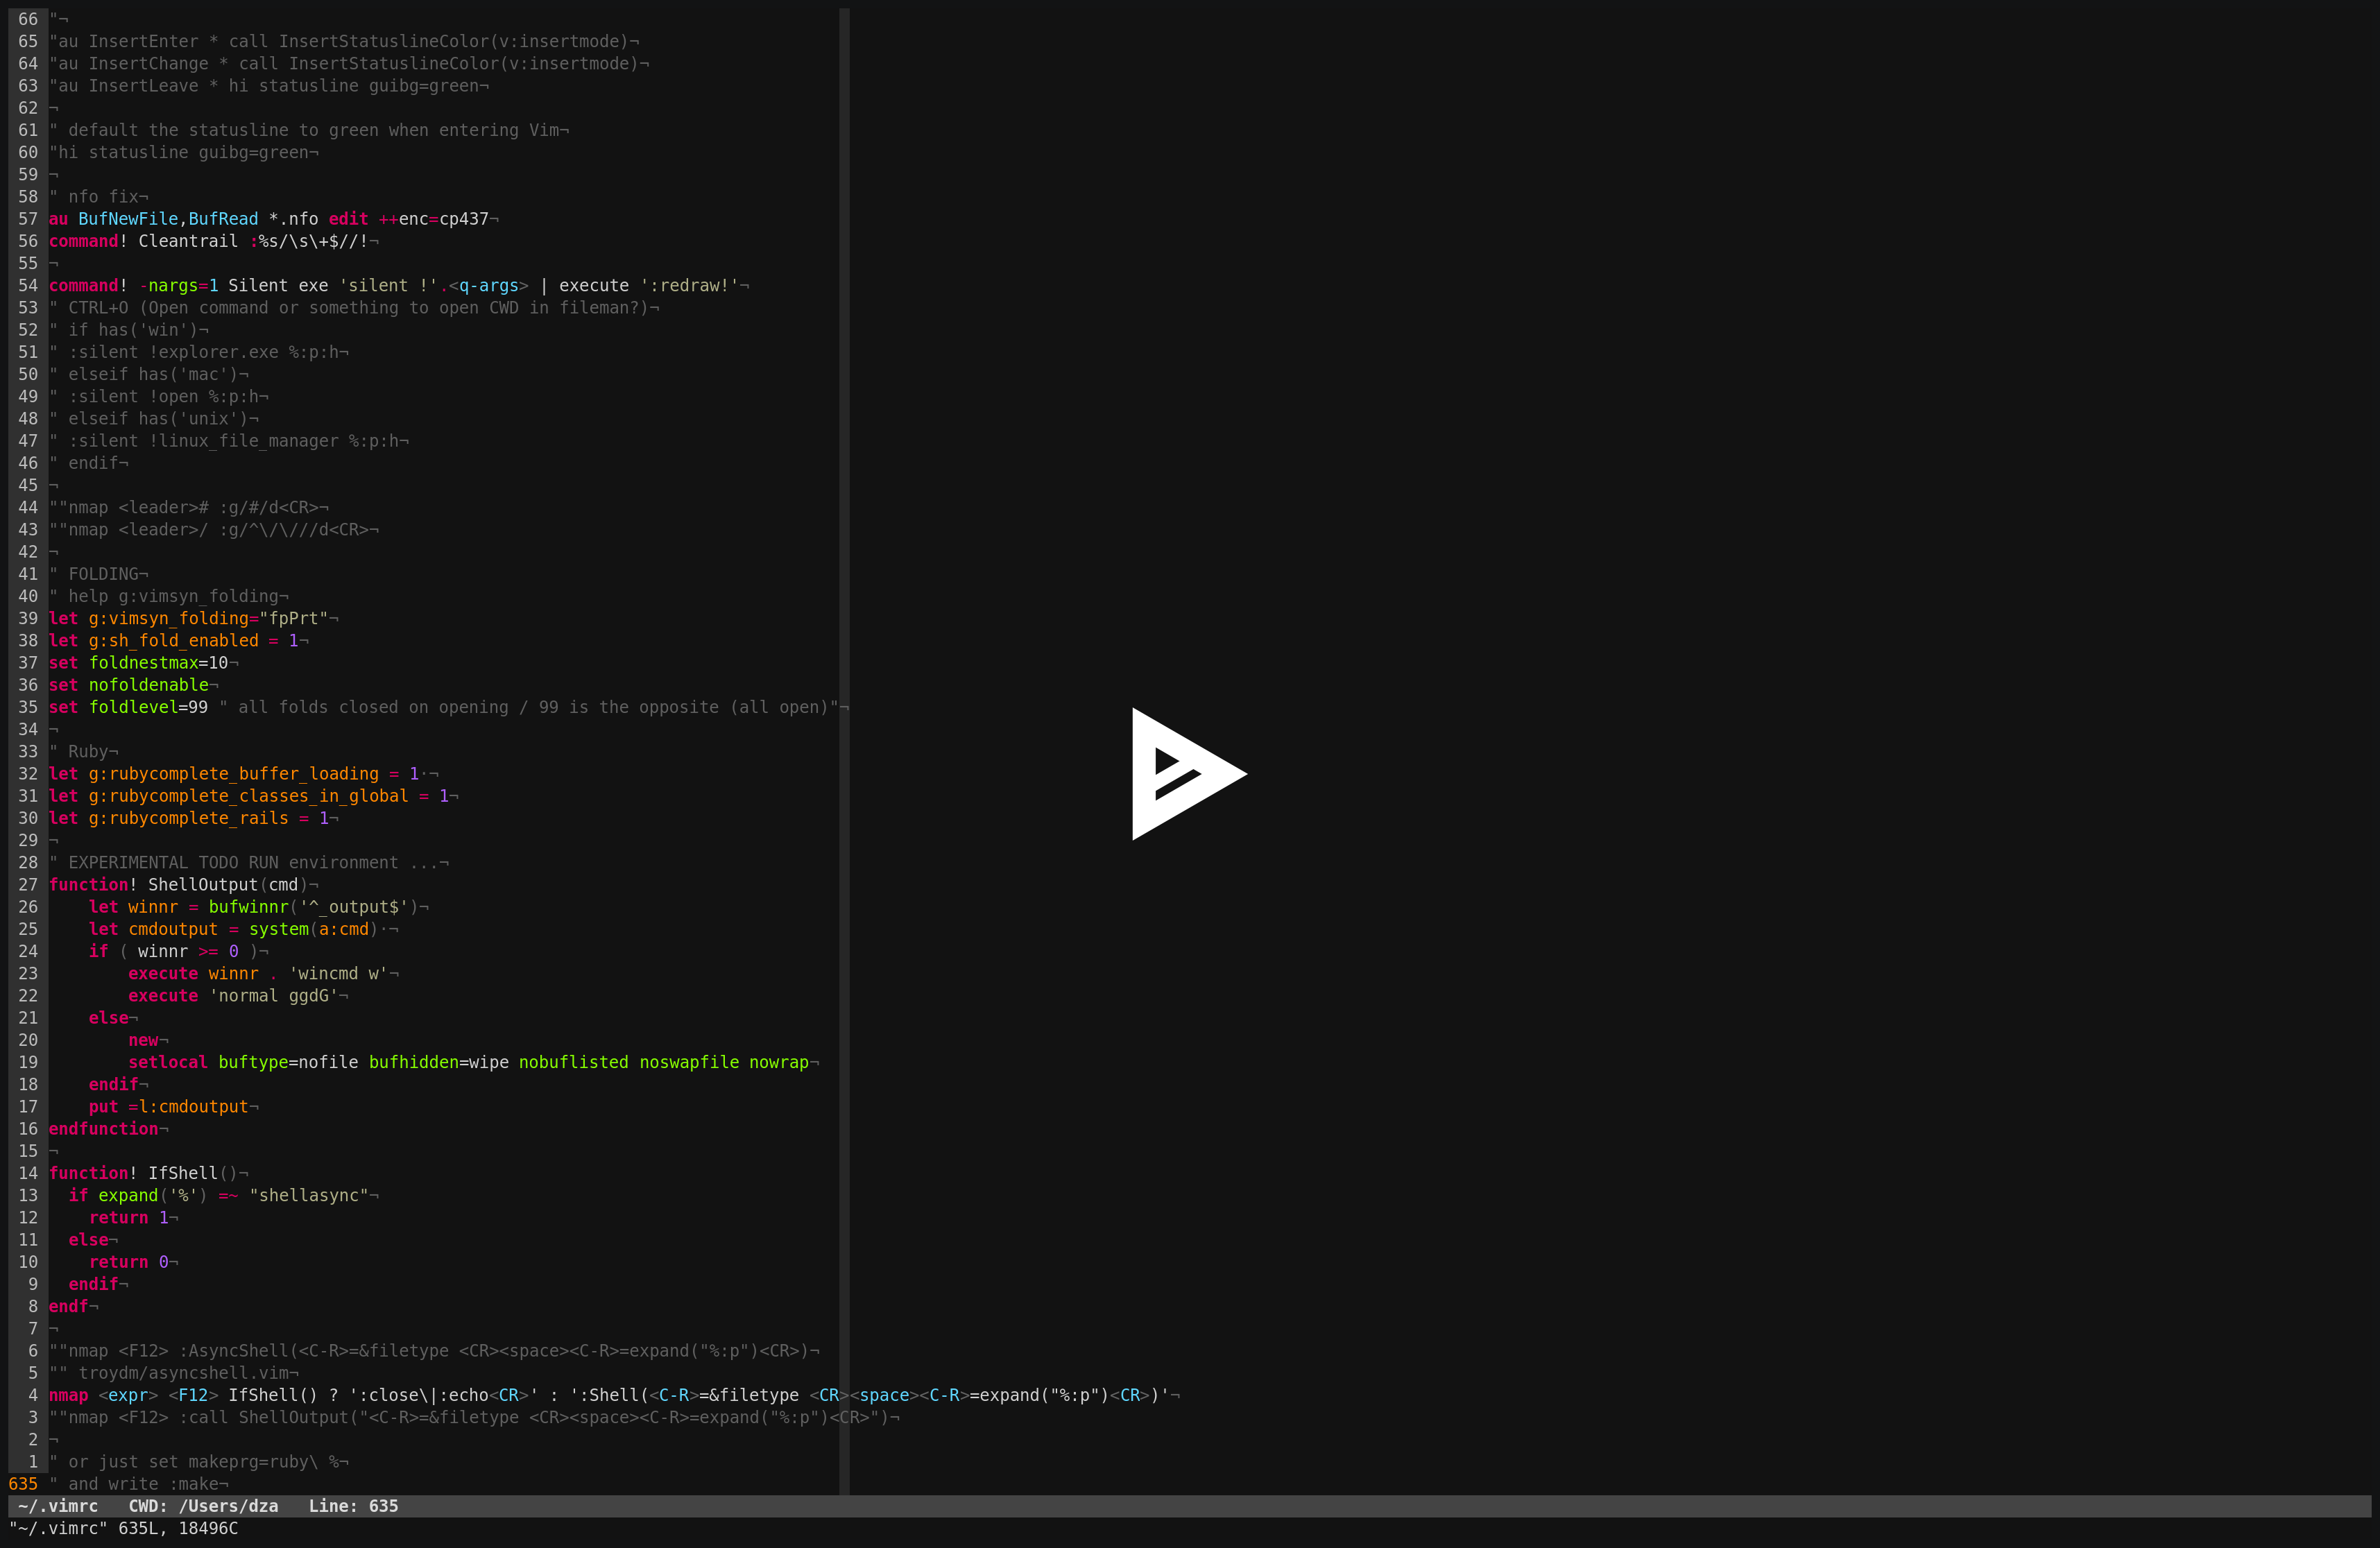 66 "¬
65 "au InsertEnter * call InsertStatuslineColor(v:insertmode)¬
64 "au InsertChange * call InsertStatuslineColor(v:insertmode)¬
63 "au InsertLeave * hi statusline guibg=green¬
62 ¬
61 " default the statusline to green when entering Vim¬
60 "hi statusline guibg=green¬
59 ¬
58 " nfo fix¬
57 au BufNewFile,BufRead *.nfo edit ++enc=cp437¬
56 command! Cleantrail :%s/\s\+$//!¬
55 ¬
54 command! -nargs=1 Silent exe 'silent !'.<q-args> | execute ':redraw!'¬
53 " CTRL+O (Open command or something to open CWD in fileman?)¬
52 " if has('win')¬
51 " :silent !explorer.exe %:p:h¬
50 " elseif has('mac')¬
49 " :silent !open %:p:h¬
48 " elseif has('unix')¬
47 " :silent !linux_file_manager %:p:h¬
46 " endif¬
45 ¬
44 ""nmap <leader># :g/#/d<CR>¬
43 ""nmap <leader>/ :g/^\/\///d<CR>¬
42 ¬
41 " FOLDING¬
40 " help g:vimsyn_folding¬
39 let g:vimsyn_folding="fpPrt"¬
38 let g:sh_fold_enabled = 1¬
37 set foldnestmax=10¬
36 set nofoldenable¬
35 set foldlevel=99 " all folds closed on opening / 99 is the opposite (all open)"¬
34 ¬
33 " Ruby¬
32 let g:rubycomplete_buffer_loading = 1·¬
31 let g:rubycomplete_classes_in_global = 1¬
30 let g:rubycomplete_rails = 1¬
29 ¬
28 " EXPERIMENTAL TODO RUN environment ...¬
27 function! ShellOutput(cmd)¬
26     let winnr = bufwinnr('^_output$')¬
25     let cmdoutput = system(a:cmd)·¬
24     if ( winnr >= 0 )¬
23         execute winnr . 'wincmd w'¬
22         execute 'normal ggdG'¬
21     else¬
20         new¬
19         setlocal buftype=nofile bufhidden=wipe nobuflisted noswapfile nowrap¬
18     endif¬
17     put =l:cmdoutput¬
16 endfunction¬
15 ¬
14 function! IfShell()¬
13   if expand('%') =~ "shellasync"¬
12     return 1¬
11   else¬
10     return 0¬
9   endif¬
8 endf¬
7 ¬
6 ""nmap <F12> :AsyncShell(<C-R>=&filetype <CR><space><C-R>=expand("%:p")<CR>)¬
5 "" troydm/asyncshell.vim¬
4 nmap <expr> <F12> IfShell() ? ':close\|:echo<CR>' : ':Shell(<C-R>=&filetype <CR><space><C-R>=expand("%:p")<CR>)'¬
3 ""nmap <F12> :call ShellOutput("<C-R>=&filetype <CR><space><C-R>=expand("%:p")<CR>")¬
2 ¬
1 " or just set makeprg=ruby\ %¬
635 " and write :make¬
~/.vimrc   CWD: /Users/dza   Line: 635
"~/.vimrc" 635L, 18496C